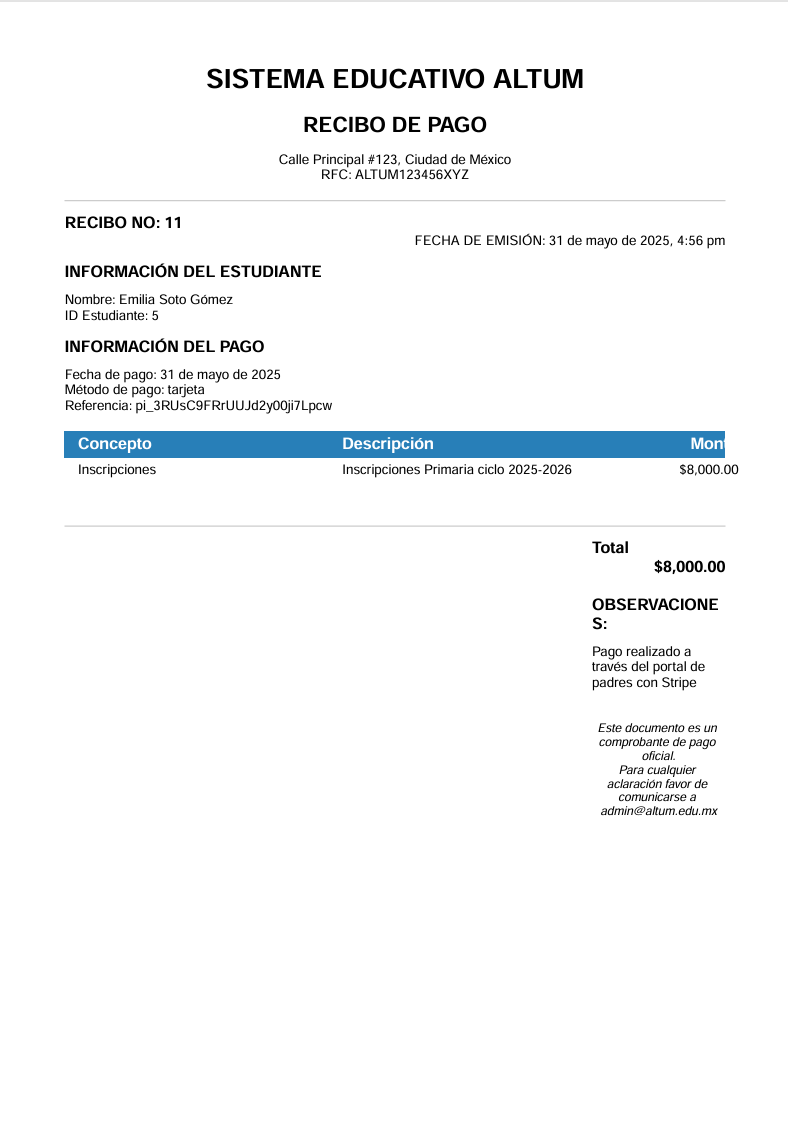 SISTEMA EDUCATIVO ALTUM
RECIBO DE PAGO
Calle Principal #123, Ciudad de México
RFC: ALTUM123456XYZ
RECIBO NO: 11
FECHA DE EMISIÓN: 31 de mayo de 2025, 4:56 pm
INFORMACIÓN DEL ESTUDIANTE
Nombre: Emilia Soto Gómez
ID Estudiante: 5
INFORMACIÓN DEL PAGO
Fecha de pago: 31 de mayo de 2025
Método de pago: tarjeta
Referencia: pi_3RUsC9FRrUUJd2y00ji7Lpcw
Concepto Descripción Mont
Inscripciones Inscripciones Primaria ciclo 2025-2026 $8,000.00
Total
$8,000.00
OBSERVACIONE
S:
Pago realizado a
través del portal de
padres con Stripe
Este documento es un
comprobante de pago
oficial.
Para cualquier
aclaración favor de
comunicarse a
admin@altum.edu.mx